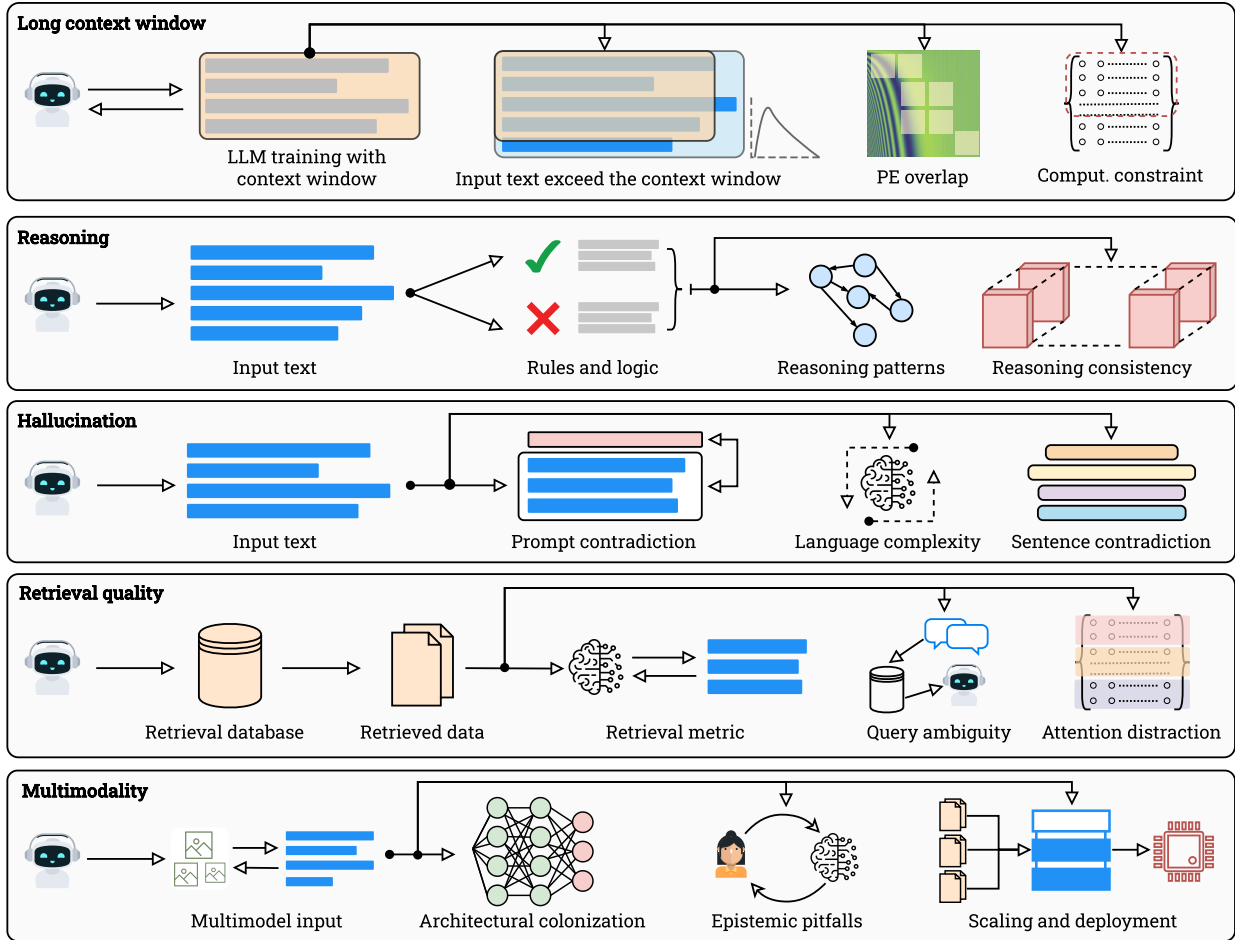 Long context window
LLM training with
context window
Input text exceed the context window
PE overlap
Comput. constraint
Reasoning
Input text
Rules and logic
Reasoning patterns
Reasoning consistency
Hallucination
Input text
Prompt contradiction
Language complexity
Sentence contradiction
Retrieval quality
Retrieval database
Retrieved data
Retrieval metric
Query ambiguity
Attention distraction
Multimodality
Multimodel input
Architectural colonization
Epistemic pitfalls
Scaling and deployment